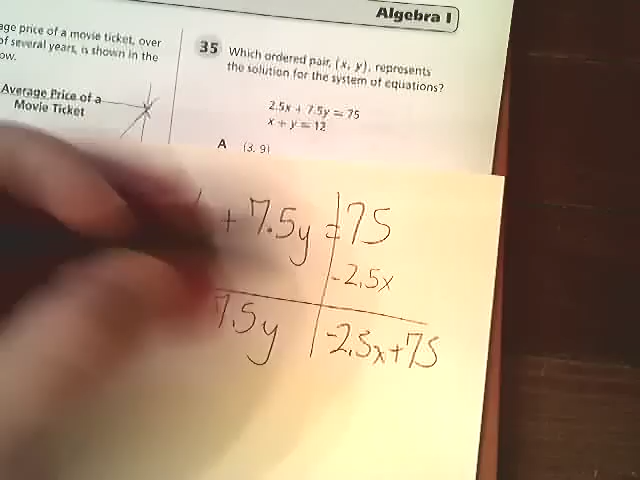 Algebra I
age price of a movie ticket, over
of several years, is shown in the
ow.
Average Price of a
Movie Ticket
35 Which ordered pair, (x, y), represents
the solution for the system of equations?
2.5x + 7.5y = 75
x + y = 12
A (3, 9)
+ 7.5y = 75
-2.5x
7.5y -2.5x+75